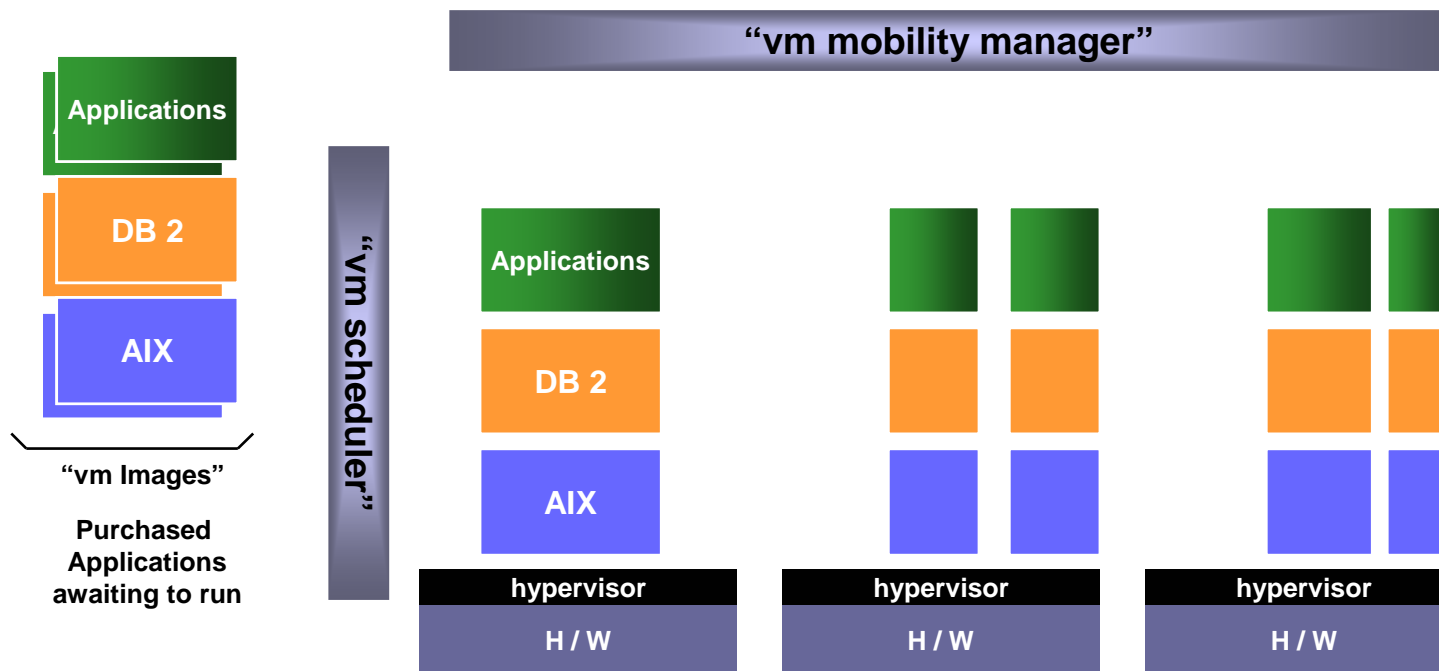 “vm mobility manager”
Applications
DB 2
AIX
“vm Images”
Purchased
Applications
awaiting to run
“vm scheduler”
Applications
DB 2
AIX
hypervisor
H / W
hypervisor
H / W
hypervisor
H / W